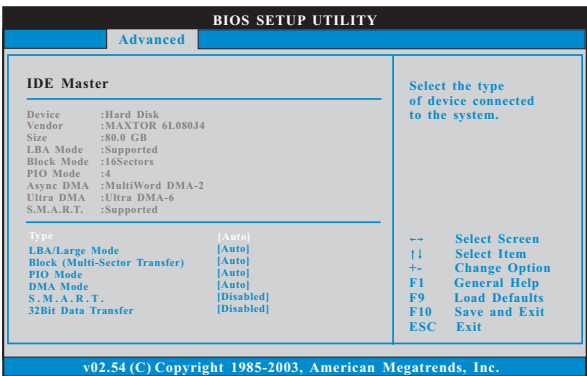 BIOS SETUP UTILITY
Advanced
IDE Master
Device :Hard Disk
Vendor :MAXTOR 6L080J4
Size :80.0 GB
LBA Mode :Supported
Block Mode :16Sectors
PIO Mode :4
Async DMA :MultiWord DMA-2
Ultra DMA :Ultra DMA-6
S.M.A.R.T. :Supported
Type [Auto]
LBA/Large Mode [Auto]
Block (Multi-Sector Transfer) [Auto]
PIO Mode [Auto]
DMA Mode [Auto]
S.M.A.R.T. [Disabled]
32Bit Data Transfer [Disabled]
Select the type
of device connected
to the system.
←→ Select Screen
↑↓ Select Item
+- Change Option
F1 General Help
F9 Load Defaults
F10 Save and Exit
ESC Exit
v02.54 (C) Copyright 1985-2003, American Megatrends, Inc.